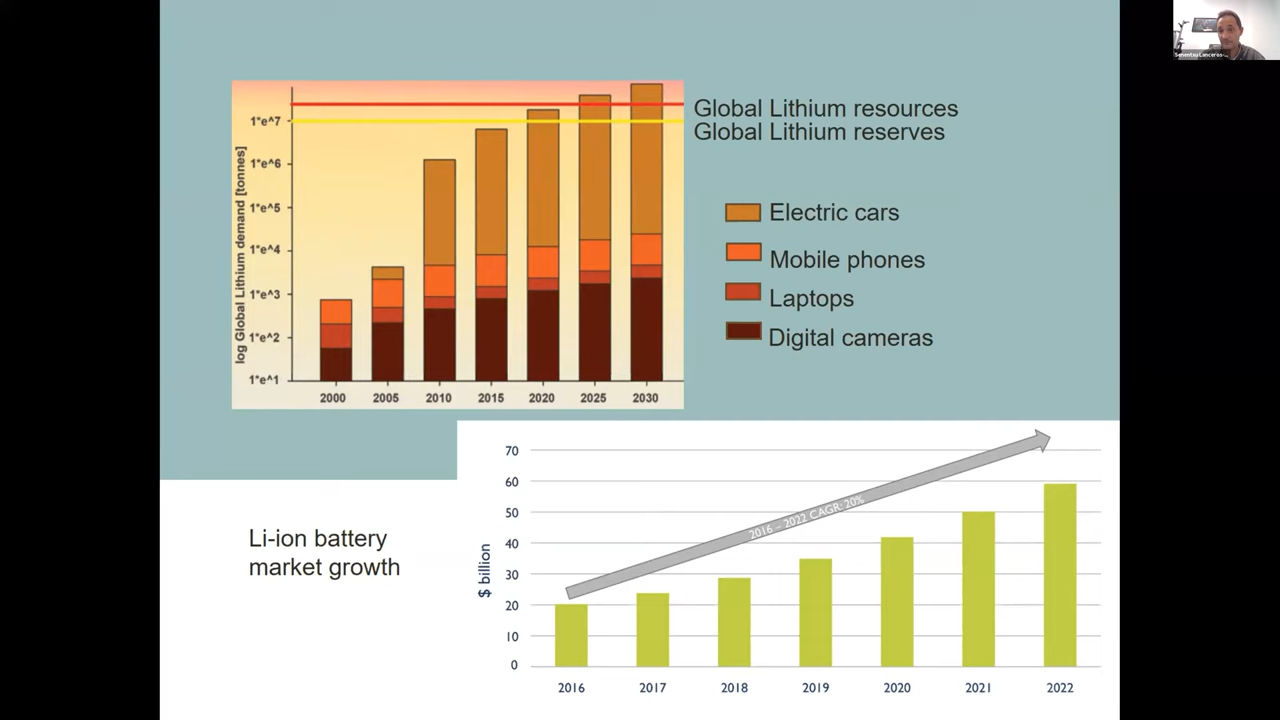 Senentxu Lanceros-...
Global Lithium resources
Global Lithium reserves
log Global Lithium demand [tonnes]
1*e^7
1*e^6
1*e^5
1*e^4
1*e^3
1*e^2
1*e^1
2000 2005 2010 2015 2020 2025 2030
Electric cars
Mobile phones
Laptops
Digital cameras
Li-ion battery
market growth
$ billion
70
60
50
40
30
20
10
0
2016 – 2022 CAGR: 20%
2016 2017 2018 2019 2020 2021 2022